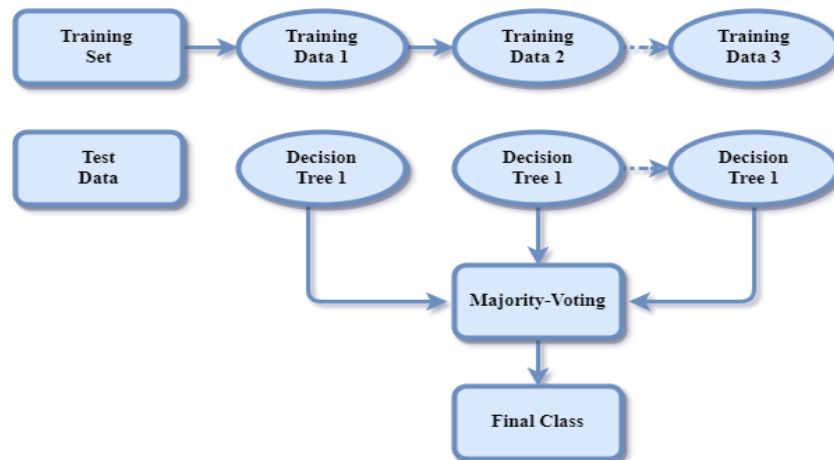 Training
Set
Training
Data 1
Training
Data 2
Training
Data 3
Test
Data
Decision
Tree 1
Decision
Tree 1
Decision
Tree 1
Majority-Voting
Final Class